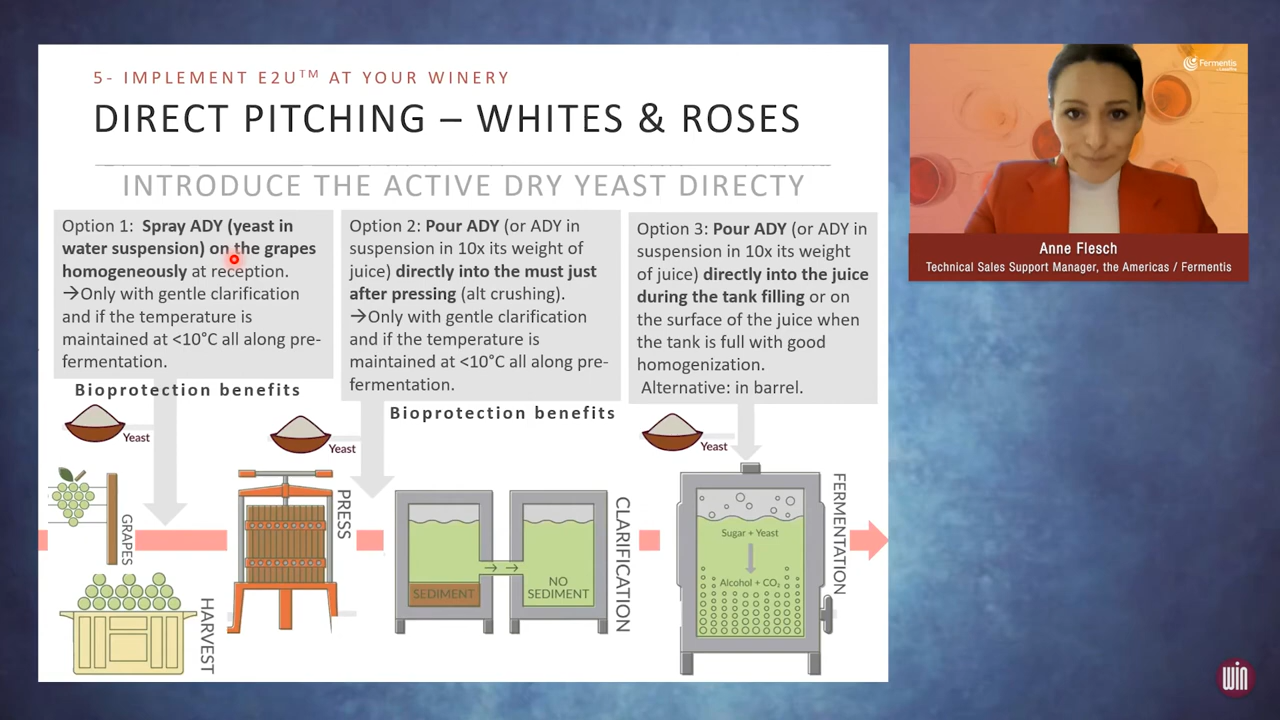 5- IMPLEMENT E2U™ AT YOUR WINERY
DIRECT PITCHING – WHITES & ROSES
INTRODUCE THE ACTIVE DRY YEAST DIRECTY
Option 1: Spray ADY (yeast in
water suspension) on the grapes
homogeneously at reception.
→Only with gentle clarification
and if the temperature is
maintained at <10°C all along pre-
fermentation.
Bioprotection benefits
Option 2: Pour ADY (or ADY in
suspension in 10x its weight of
juice) directly into the must just
after pressing (alt crushing).
→Only with gentle clarification
and if the temperature is
maintained at <10°C all along pre-
fermentation.
Bioprotection benefits
Option 3: Pour ADY (or ADY in
suspension in 10x its weight
of juice) directly into the juice
during the tank filling or on
the surface of the juice when
the tank is full with good
homogenization.
Alternative: in barrel.
Yeast
Yeast
Yeast
GRAPES
HARVEST
PRESS
SEDIMENT
→ →
NO
SEDIMENT
CLARIFICATION
Sugar + Yeast
Alcohol + CO₂
FERMENTATION
Fermentis
Anne Flesch
Technical Sales Support Manager, the Americas / Fermentis
win